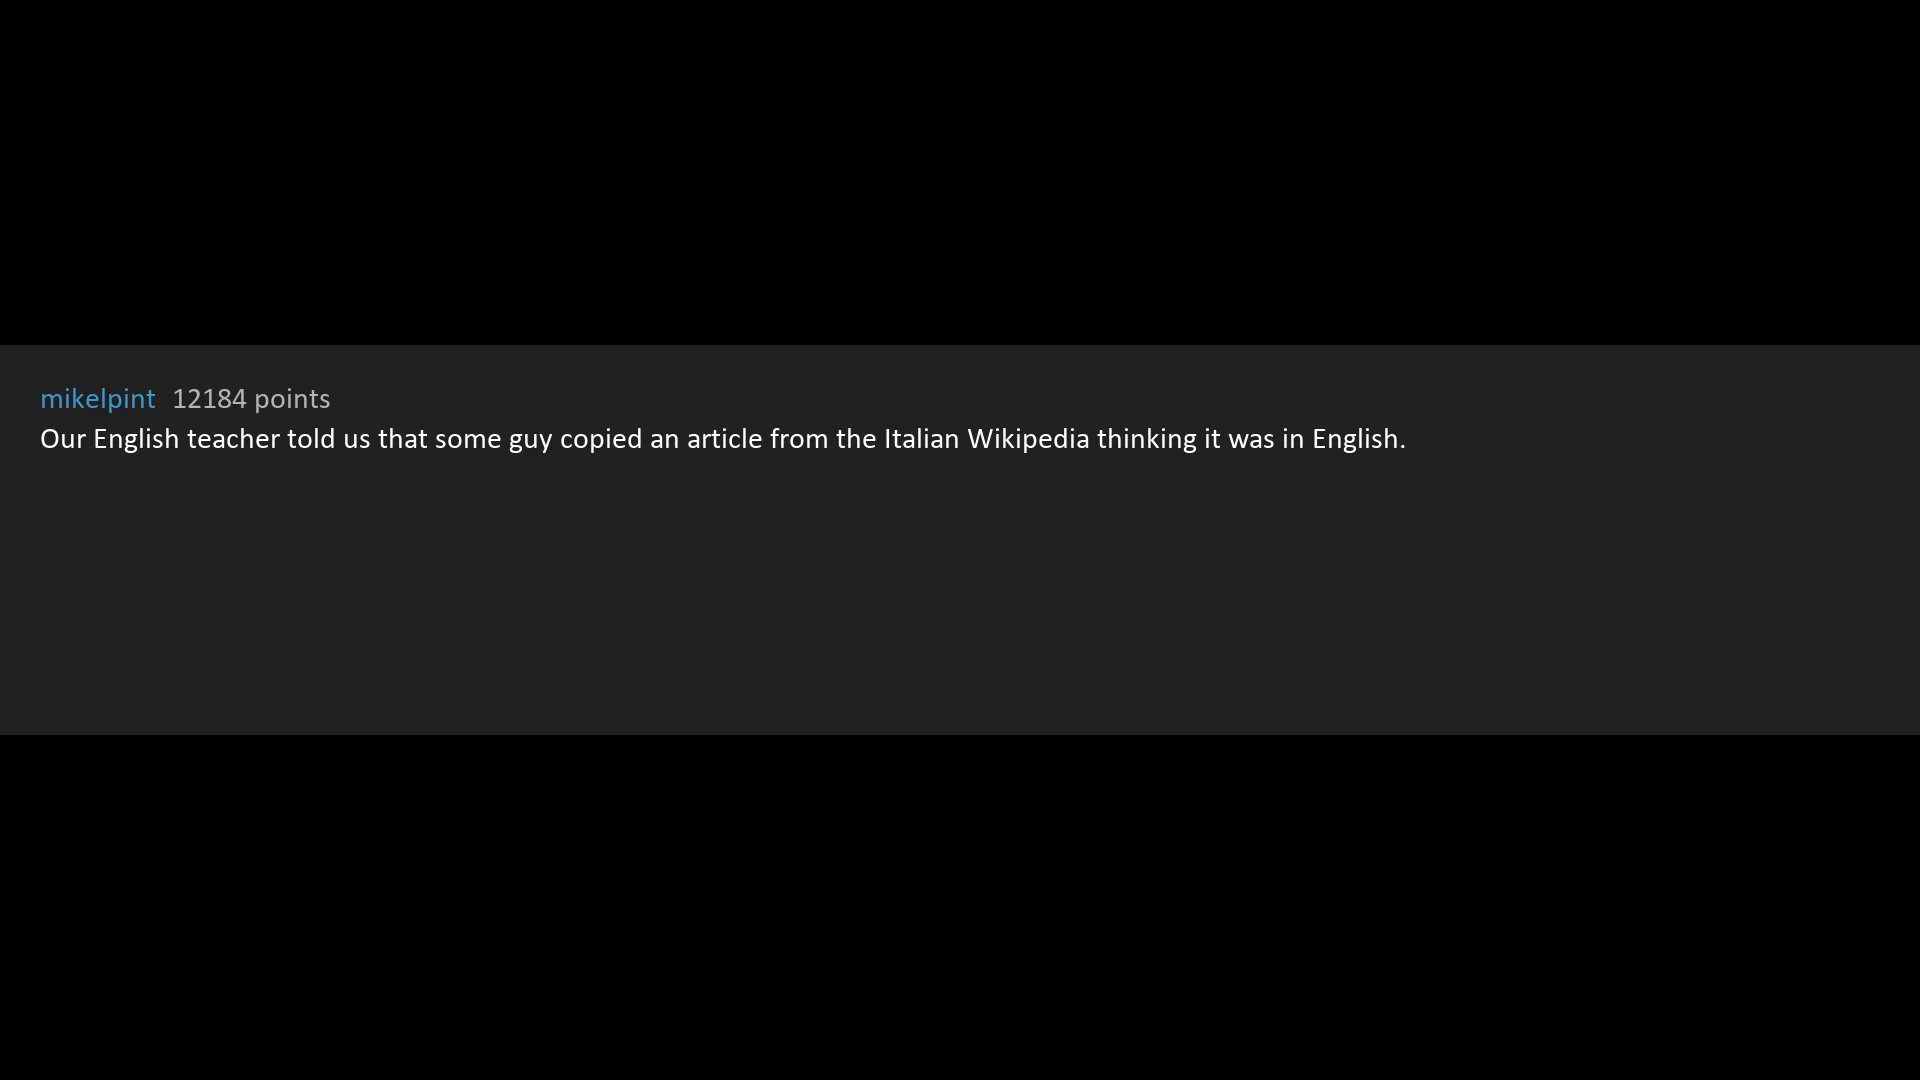 mikelpint 12184 points
Our English teacher told us that some guy copied an article from the Italian Wikipedia thinking it was in English.